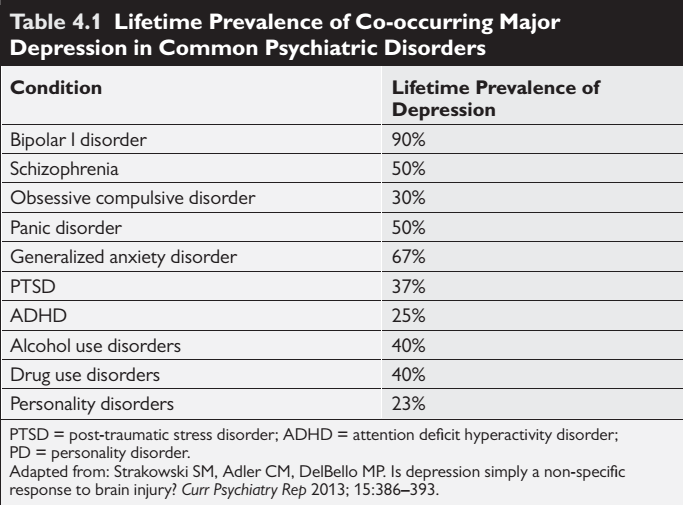 Table 4.1 Lifetime Prevalence of Co-occurring Major
Depression in Common Psychiatric Disorders
Condition
Lifetime Prevalence of
Depression
Bipolar I disorder 90%
Schizophrenia 50%
Obsessive compulsive disorder 30%
Panic disorder 50%
Generalized anxiety disorder 67%
PTSD 37%
ADHD 25%
Alcohol use disorders 40%
Drug use disorders 40%
Personality disorders 23%
PTSD = post-traumatic stress disorder; ADHD = attention deficit hyperactivity disorder;
PD = personality disorder.
Adapted from: Strakowski SM, Adler CM, DelBello MP. Is depression simply a non-specific
response to brain injury? Curr Psychiatry Rep 2013; 15:386–393.